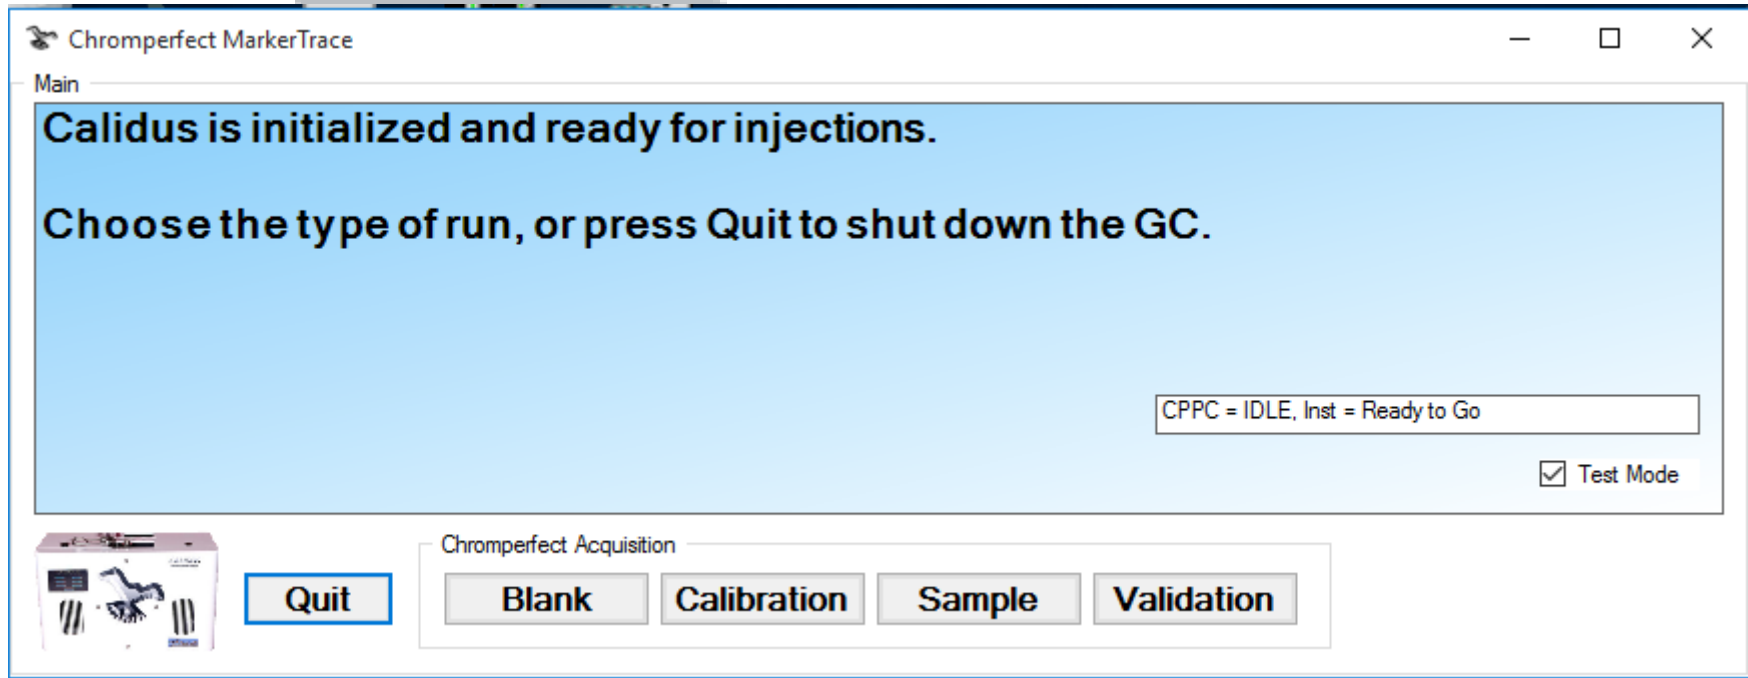 Chromperfect MarkerTrace
Main
Calidus is initialized and ready for injections.
Choose the type of run, or press Quit to shut down the GC.
CPPC = IDLE, Inst = Ready to Go
Test Mode
Chromperfect Acquisition
Quit
Blank
Calibration
Sample
Validation